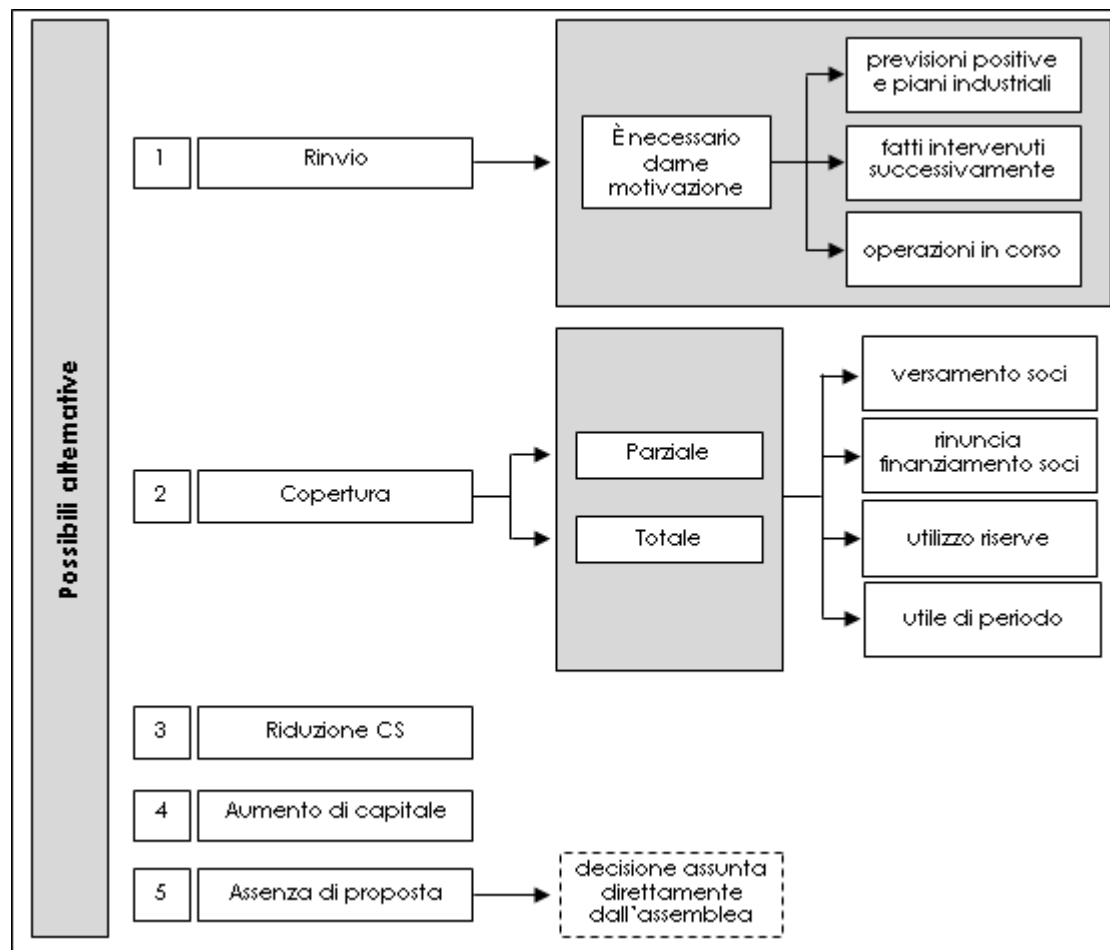 Possibili alternative
1
Rinvio
È necessario
darne
motivazione
previsioni positive
e piani industriali
fatti intervenuti
successivamente
operazioni in corso
2
Copertura
Parziale
Totale
versamento soci
rinuncia
finanziamento soci
utilizzo riserve
utile di periodo
3
Riduzione CS
4
Aumento di capitale
5
Assenza di proposta
decisione assunta
direttamente
dall'assemblea